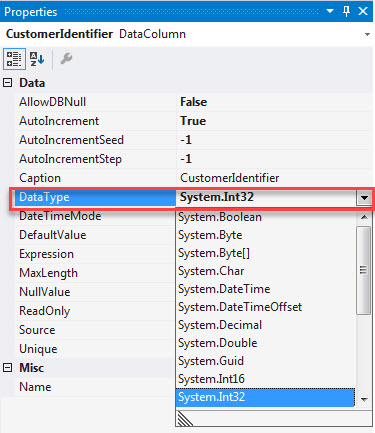 Properties
CustomerIdentifier DataColumn
Data
AllowDBNull False
AutoIncrement True
AutoIncrementSeed -1
AutoIncrementStep -1
Caption CustomerIdentifier
DataType System.Int32
DateTimeMode System.Boolean
DefaultValue System.Byte
Expression System.Byte[]
MaxLength System.Char
NullValue System.DateTime
ReadOnly System.DateTimeOffset
Source System.Decimal
Unique System.Double
Misc System.Guid
Name System.Int16
System.Int32